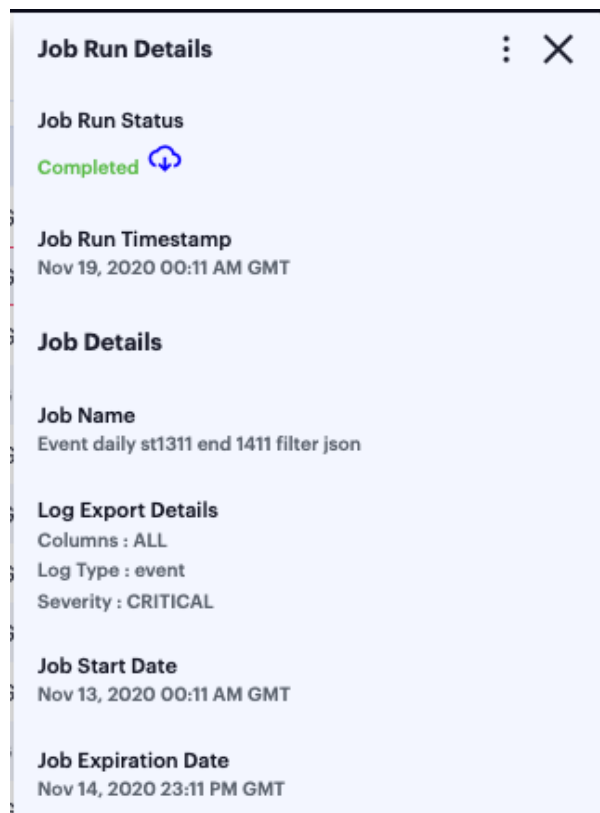 Job Run Details
Job Run Status
Completed
Job Run Timestamp
Nov 19, 2020 00:11 AM GMT
Job Details
Job Name
Event daily st1311 end 1411 filter json
Log Export Details
Columns : ALL
Log Type : event
Severity : CRITICAL
Job Start Date
Nov 13, 2020 00:11 AM GMT
Job Expiration Date
Nov 14, 2020 23:11 PM GMT